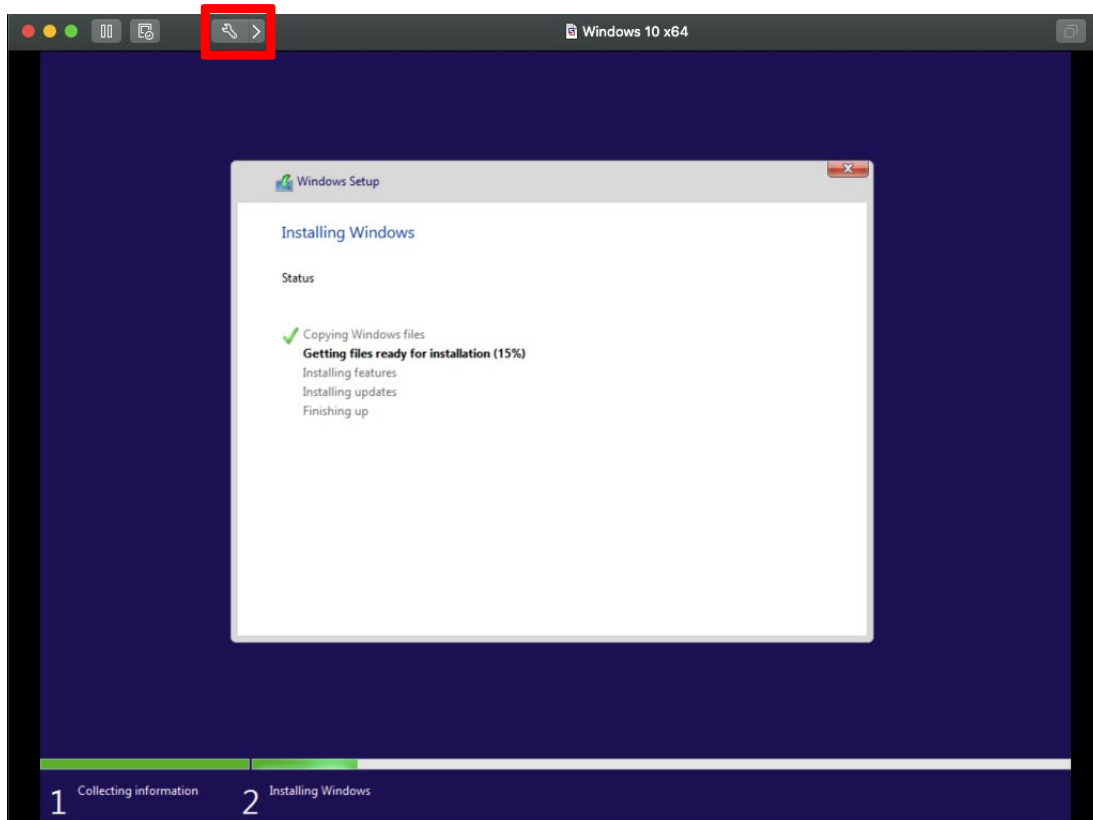 Windows 10 x64
Windows Setup
Installing Windows
Status
Copying Windows files
Getting files ready for installation (15%)
Installing features
Installing updates
Finishing up
1 Collecting information
2 Installing Windows